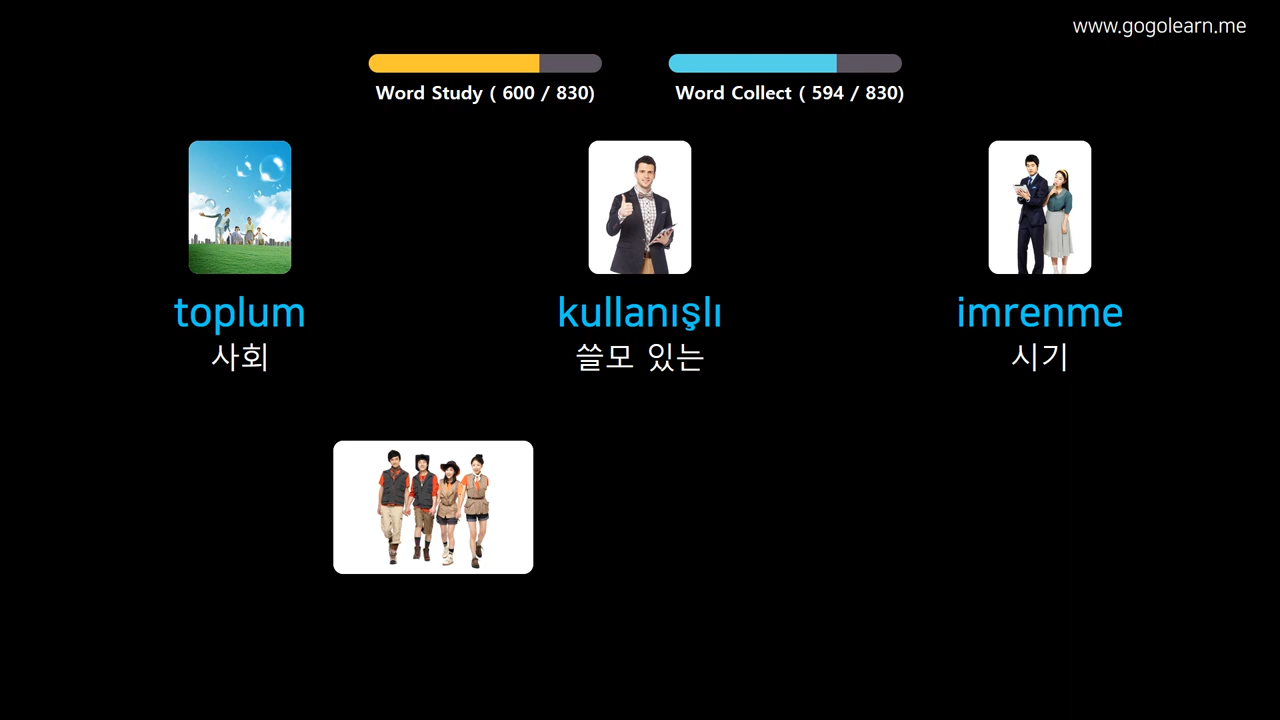 www.gogolearn.me
Word Study ( 600 / 830)
Word Collect ( 594 / 830)
toplum
사회
kullanışlı
쓸모 있는
imrenme
시기